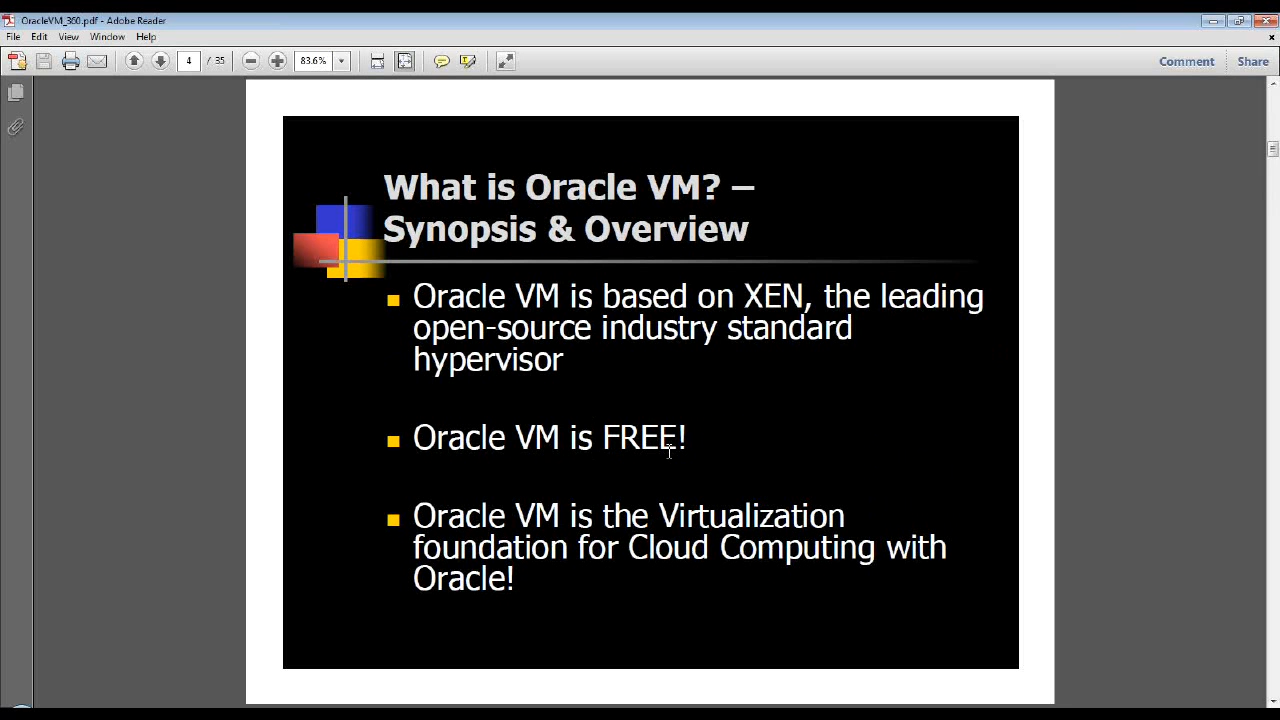 OracleVM_360.pdf - Adobe Reader
File Edit View Window Help
4 / 35 83.6% Comment Share
What is Oracle VM? –
Synopsis & Overview
Oracle VM is based on XEN, the leading
open-source industry standard
hypervisor
Oracle VM is FREE!
Oracle VM is the Virtualization
foundation for Cloud Computing with
Oracle!